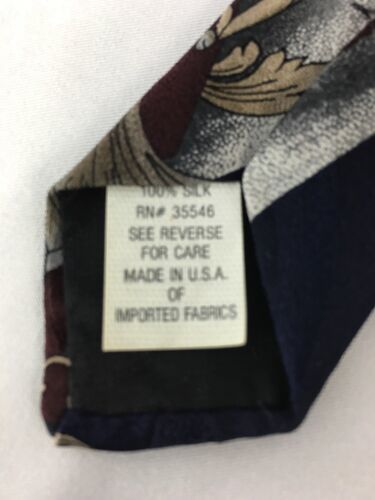 100% SILK
RN# 35546
SEE REVERSE
FOR CARE
MADE IN U.S.A.
OF
IMPORTED FABRICS